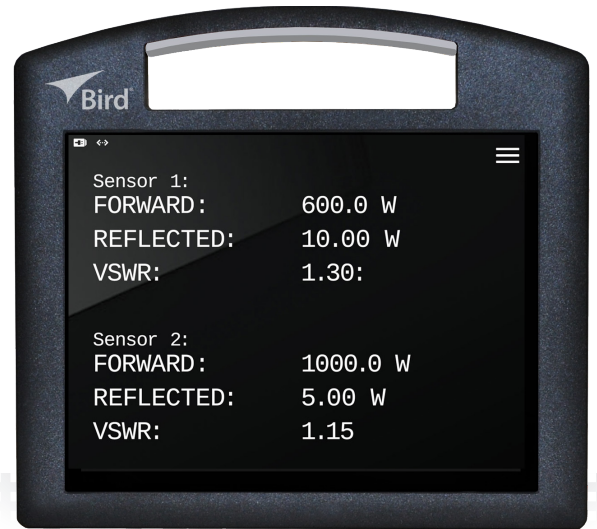 Bird
Sensor 1:
FORWARD: 600.0 W
REFLECTED: 10.00 W
VSWR: 1.30:
Sensor 2:
FORWARD: 1000.0 W
REFLECTED: 5.00 W
VSWR: 1.15